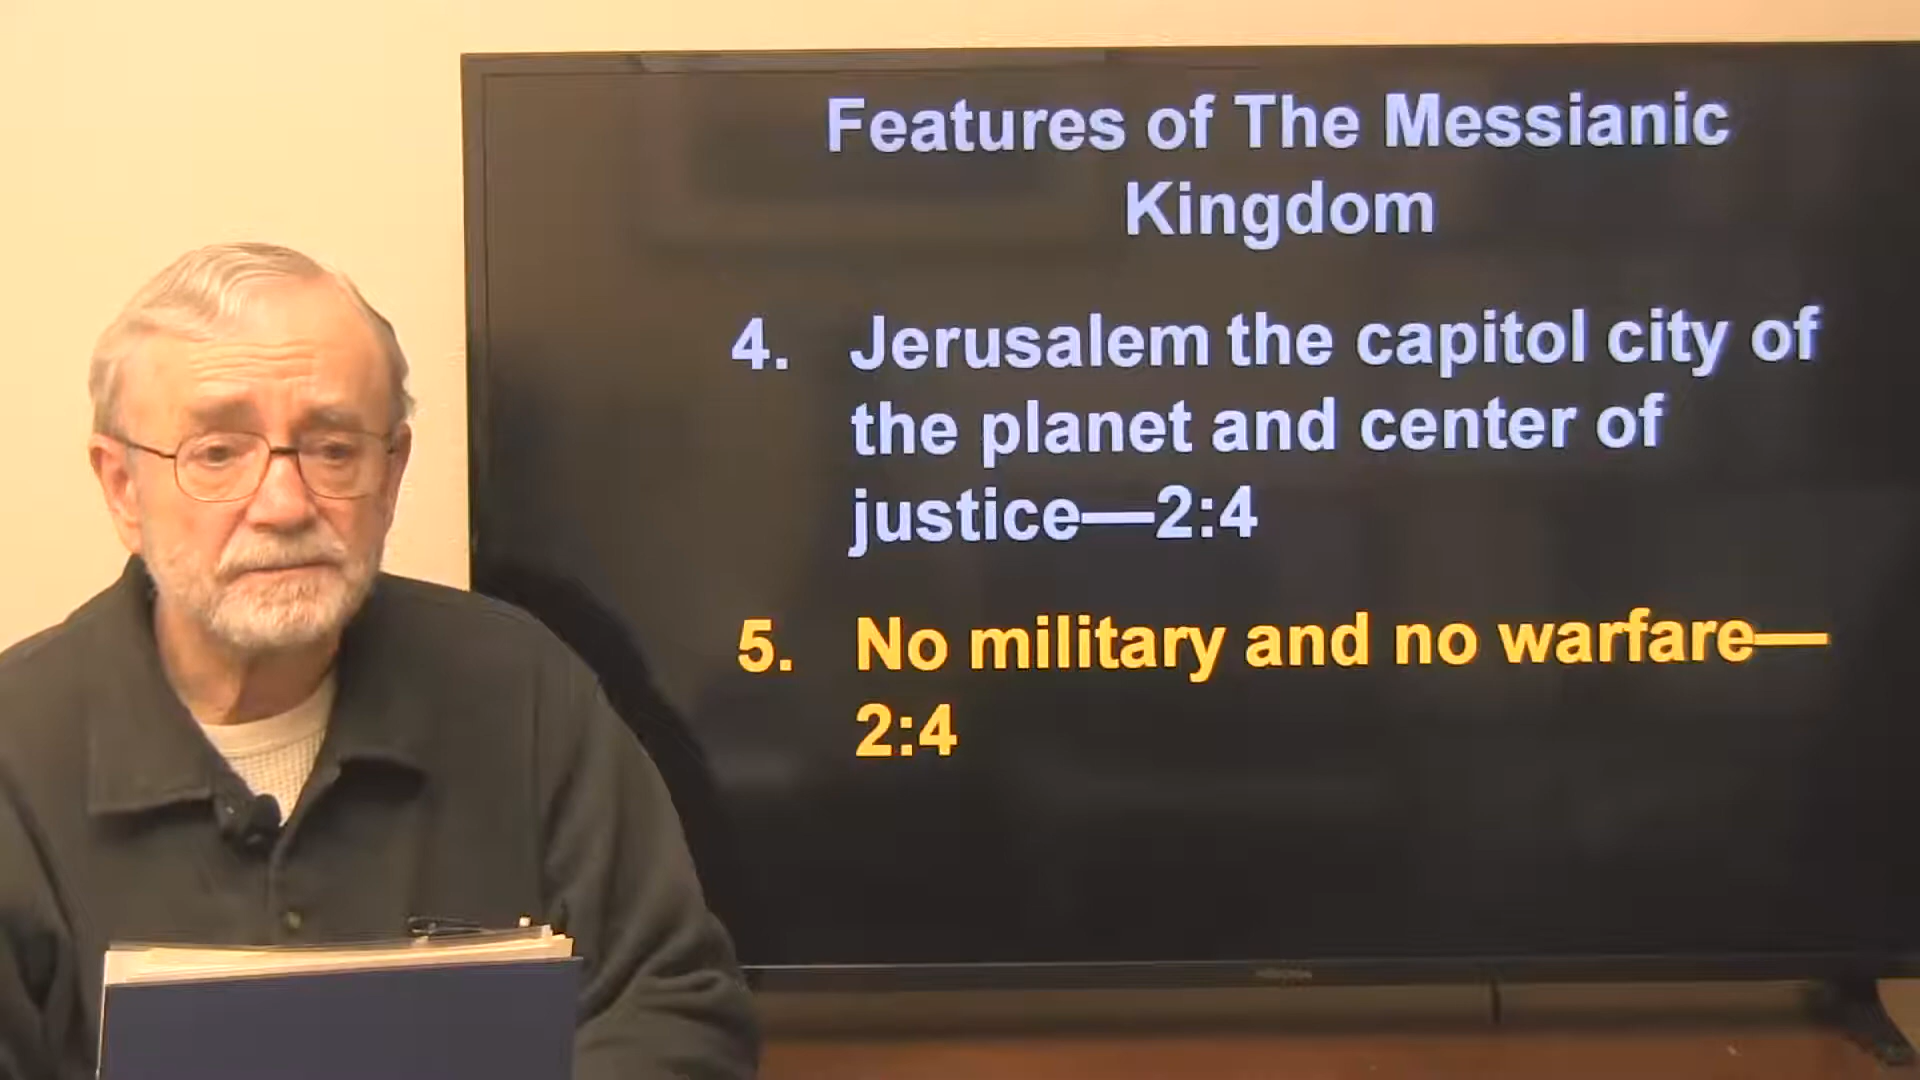 Features of The Messianic
Kingdom
4. Jerusalem the capitol city of
the planet and center of
justice—2:4
5. No military and no warfare—
2:4